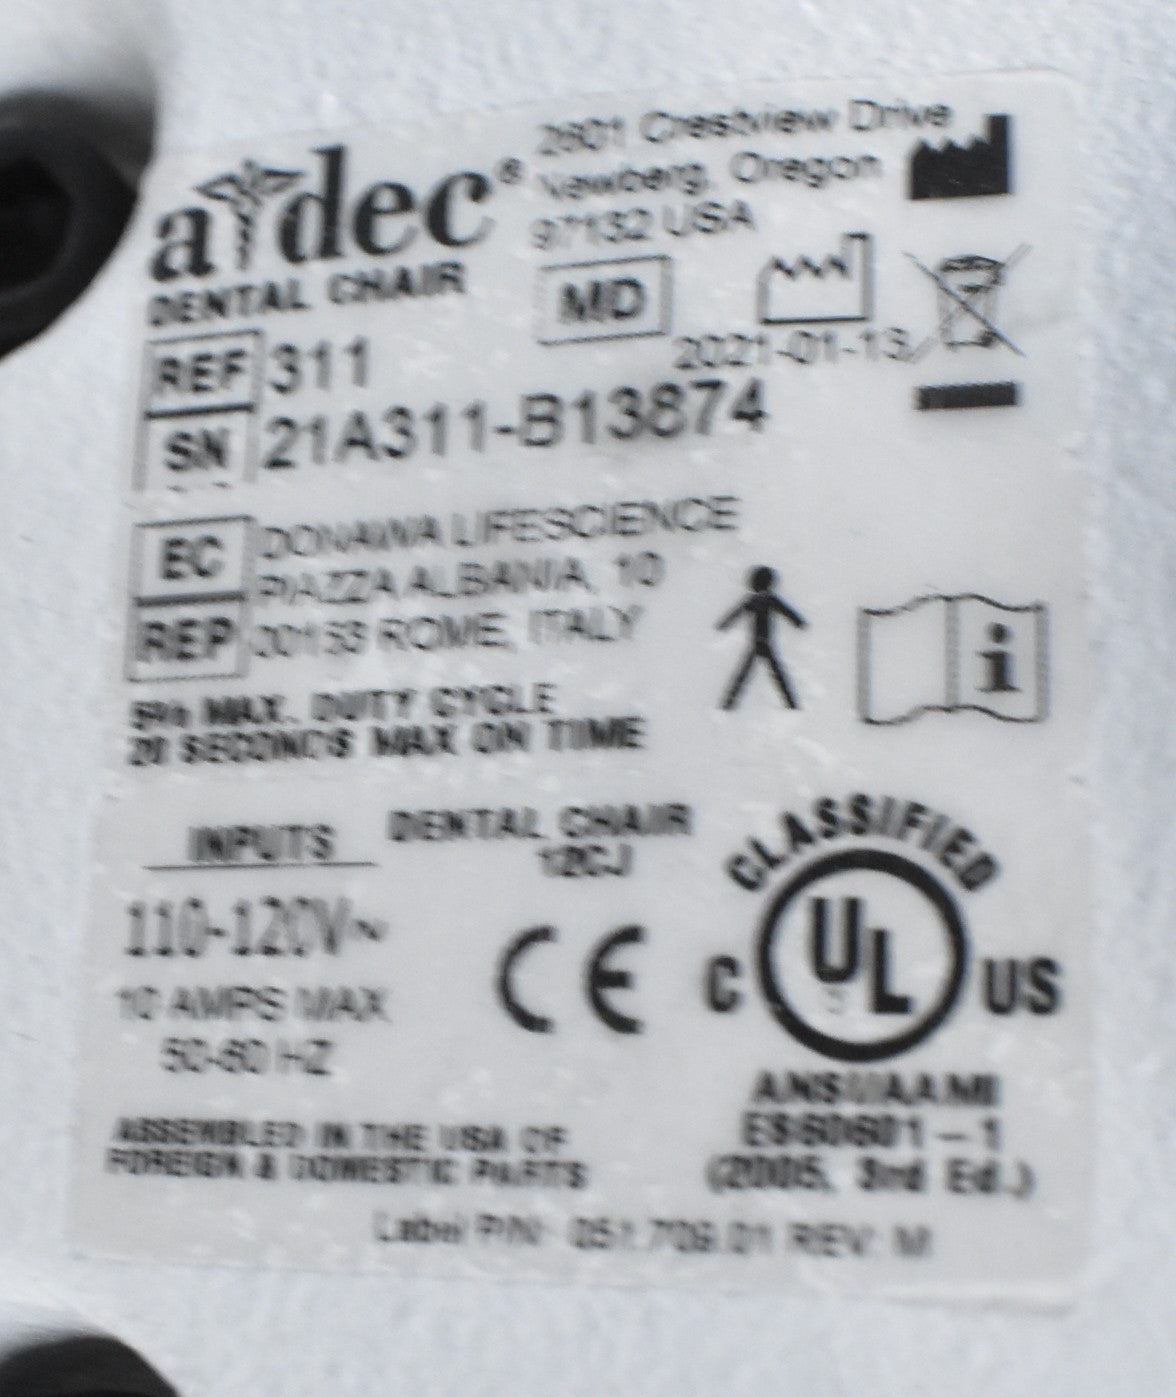 a dec®
2601 Crestview Drive
Newberg, Oregon
97132 USA
DENTAL CHAIR
MD
2021-01-13
REF 311
SN 21A311-B13874
EC REP
DONAWA LIFESCIENCE
PIAZZA ALBANIA, 10
00153 ROME, ITALY
i
5% MAX. DUTY CYCLE
20 SECONDS MAX ON TIME
INPUTS
110-120V~
10 AMPS MAX
50-60 HZ
DENTAL CHAIR
12CJ
CE
CLASSIFIED
C UL US
ANSI/AAMI
ES60601-1
(2005, 3rd Ed.)
ASSEMBLED IN THE USA OF
FOREIGN & DOMESTIC PARTS
Label P/N: 051.709.01 REV: M